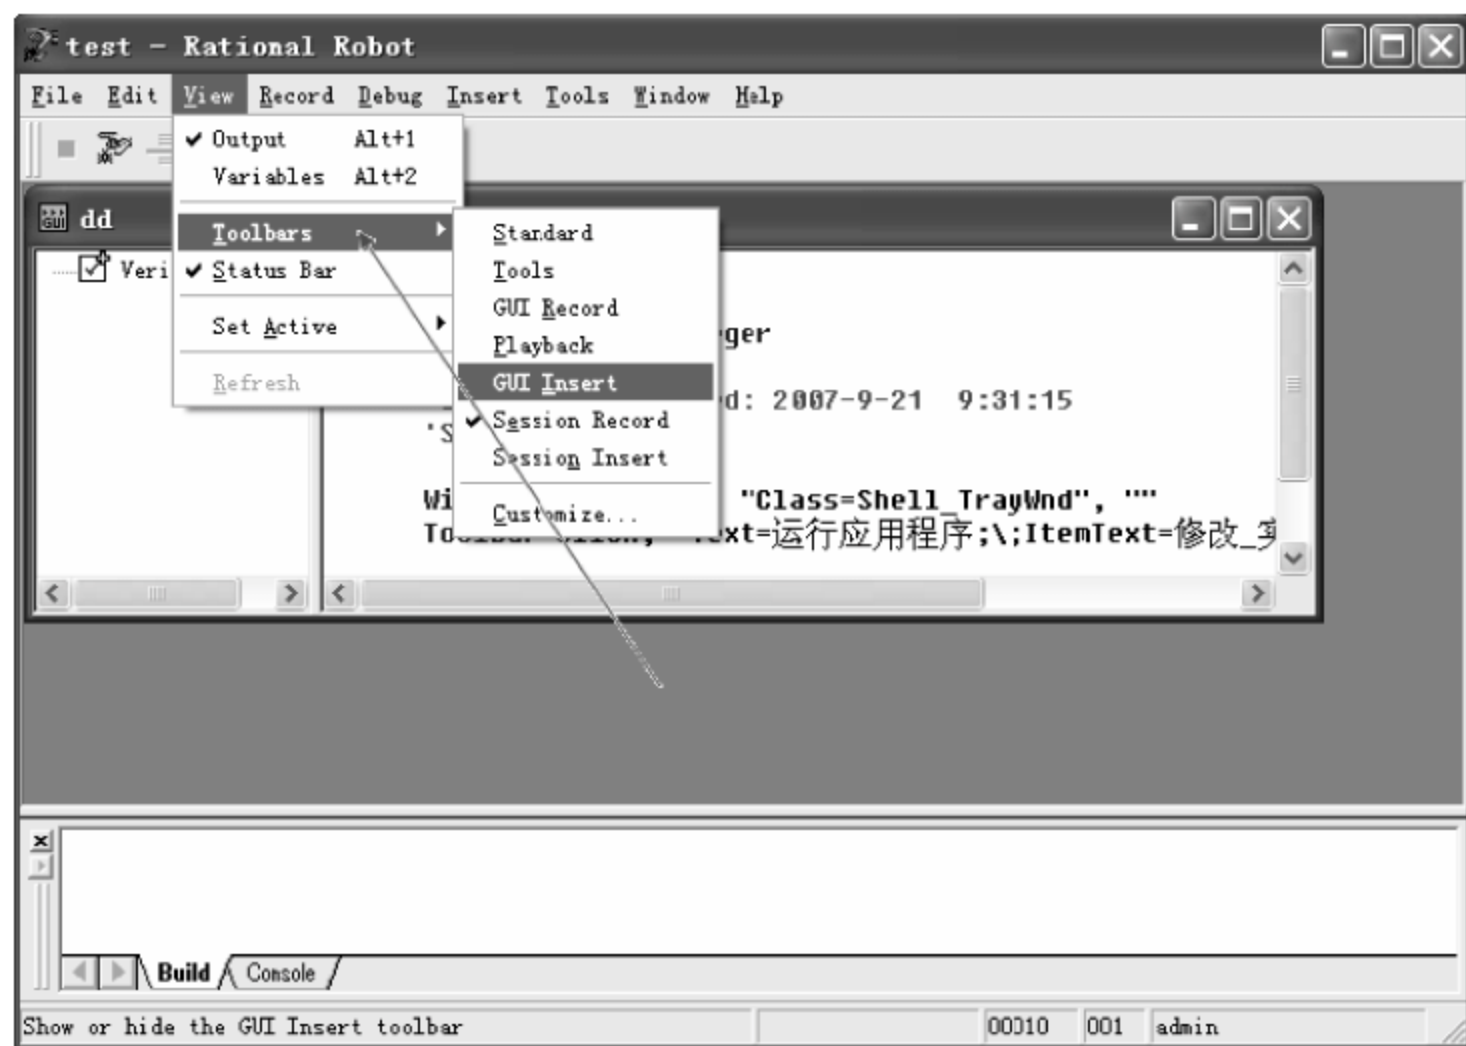 test - Rational Robot
File Edit View Record Debug Insert Tools Window Help
Output Alt+1
Variables Alt+2
Toolbars
Status Bar
Set Active
Refresh
Standard
Tools
GUI Record
Playback
GUI Insert
Session Record
Session Insert
Customize...
GUI dd
Veri
ger
d: 2007-9-21 9:31:15
'S
Wi "Class=Shell_TrayWnd", ""
xt=运行应用程序;\;ItemText=修改_
Build Console
Show or hide the GUI Insert toolbar 00010 001 admin